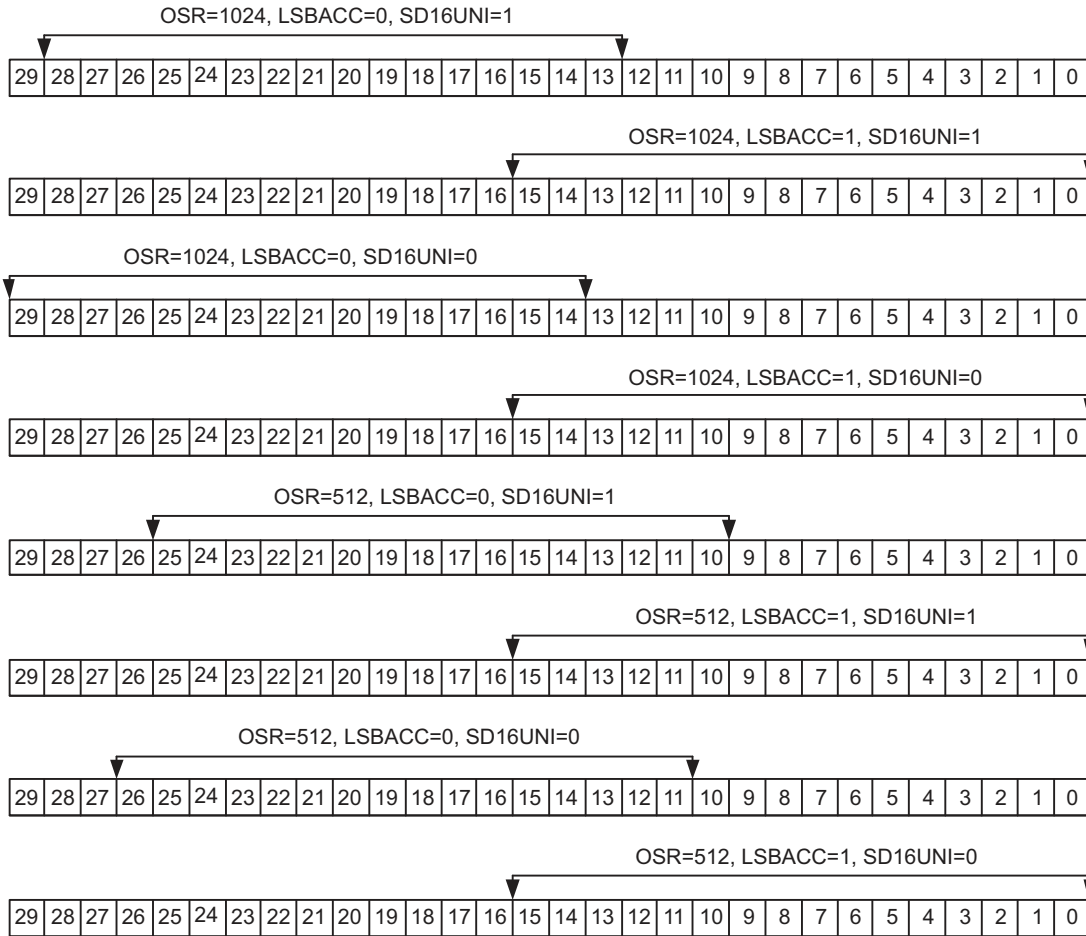 OSR=1024, LSBACC=0, SD16UNI=1
29 28 27 26 25 24 23 22 21 20 19 18 17 16 15 14 13 12 11 10 9 8 7 6 5 4 3 2 1 0
OSR=1024, LSBACC=1, SD16UNI=1
29 28 27 26 25 24 23 22 21 20 19 18 17 16 15 14 13 12 11 10 9 8 7 6 5 4 3 2 1 0
OSR=1024, LSBACC=0, SD16UNI=0
29 28 27 26 25 24 23 22 21 20 19 18 17 16 15 14 13 12 11 10 9 8 7 6 5 4 3 2 1 0
OSR=1024, LSBACC=1, SD16UNI=0
29 28 27 26 25 24 23 22 21 20 19 18 17 16 15 14 13 12 11 10 9 8 7 6 5 4 3 2 1 0
OSR=512, LSBACC=0, SD16UNI=1
29 28 27 26 25 24 23 22 21 20 19 18 17 16 15 14 13 12 11 10 9 8 7 6 5 4 3 2 1 0
OSR=512, LSBACC=1, SD16UNI=1
29 28 27 26 25 24 23 22 21 20 19 18 17 16 15 14 13 12 11 10 9 8 7 6 5 4 3 2 1 0
OSR=512, LSBACC=0, SD16UNI=0
29 28 27 26 25 24 23 22 21 20 19 18 17 16 15 14 13 12 11 10 9 8 7 6 5 4 3 2 1 0
OSR=512, LSBACC=1, SD16UNI=0
29 28 27 26 25 24 23 22 21 20 19 18 17 16 15 14 13 12 11 10 9 8 7 6 5 4 3 2 1 0